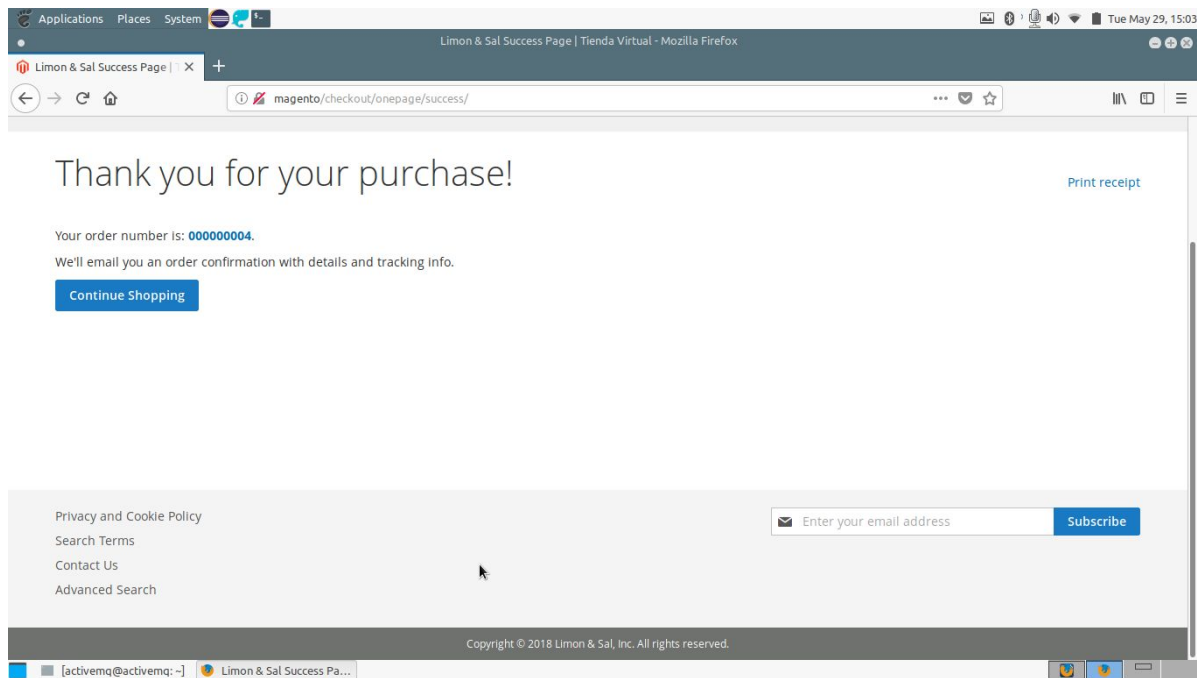 Applications Places System Tue May 29, 15:03
Limon & Sal Success Page | Tienda Virtual - Mozilla Firefox
Limon & Sal Success Page |
magento/checkout/onepage/success/
Thank you for your purchase!
Print receipt
Your order number is: 000000004.
We'll email you an order confirmation with details and tracking info.
Continue Shopping
Privacy and Cookie Policy
Enter your email address Subscribe
Search Terms
Contact Us
Advanced Search
Copyright © 2018 Limon & Sal, Inc. All rights reserved.
[activemq@activemq: ~] Limon & Sal Success Pa...